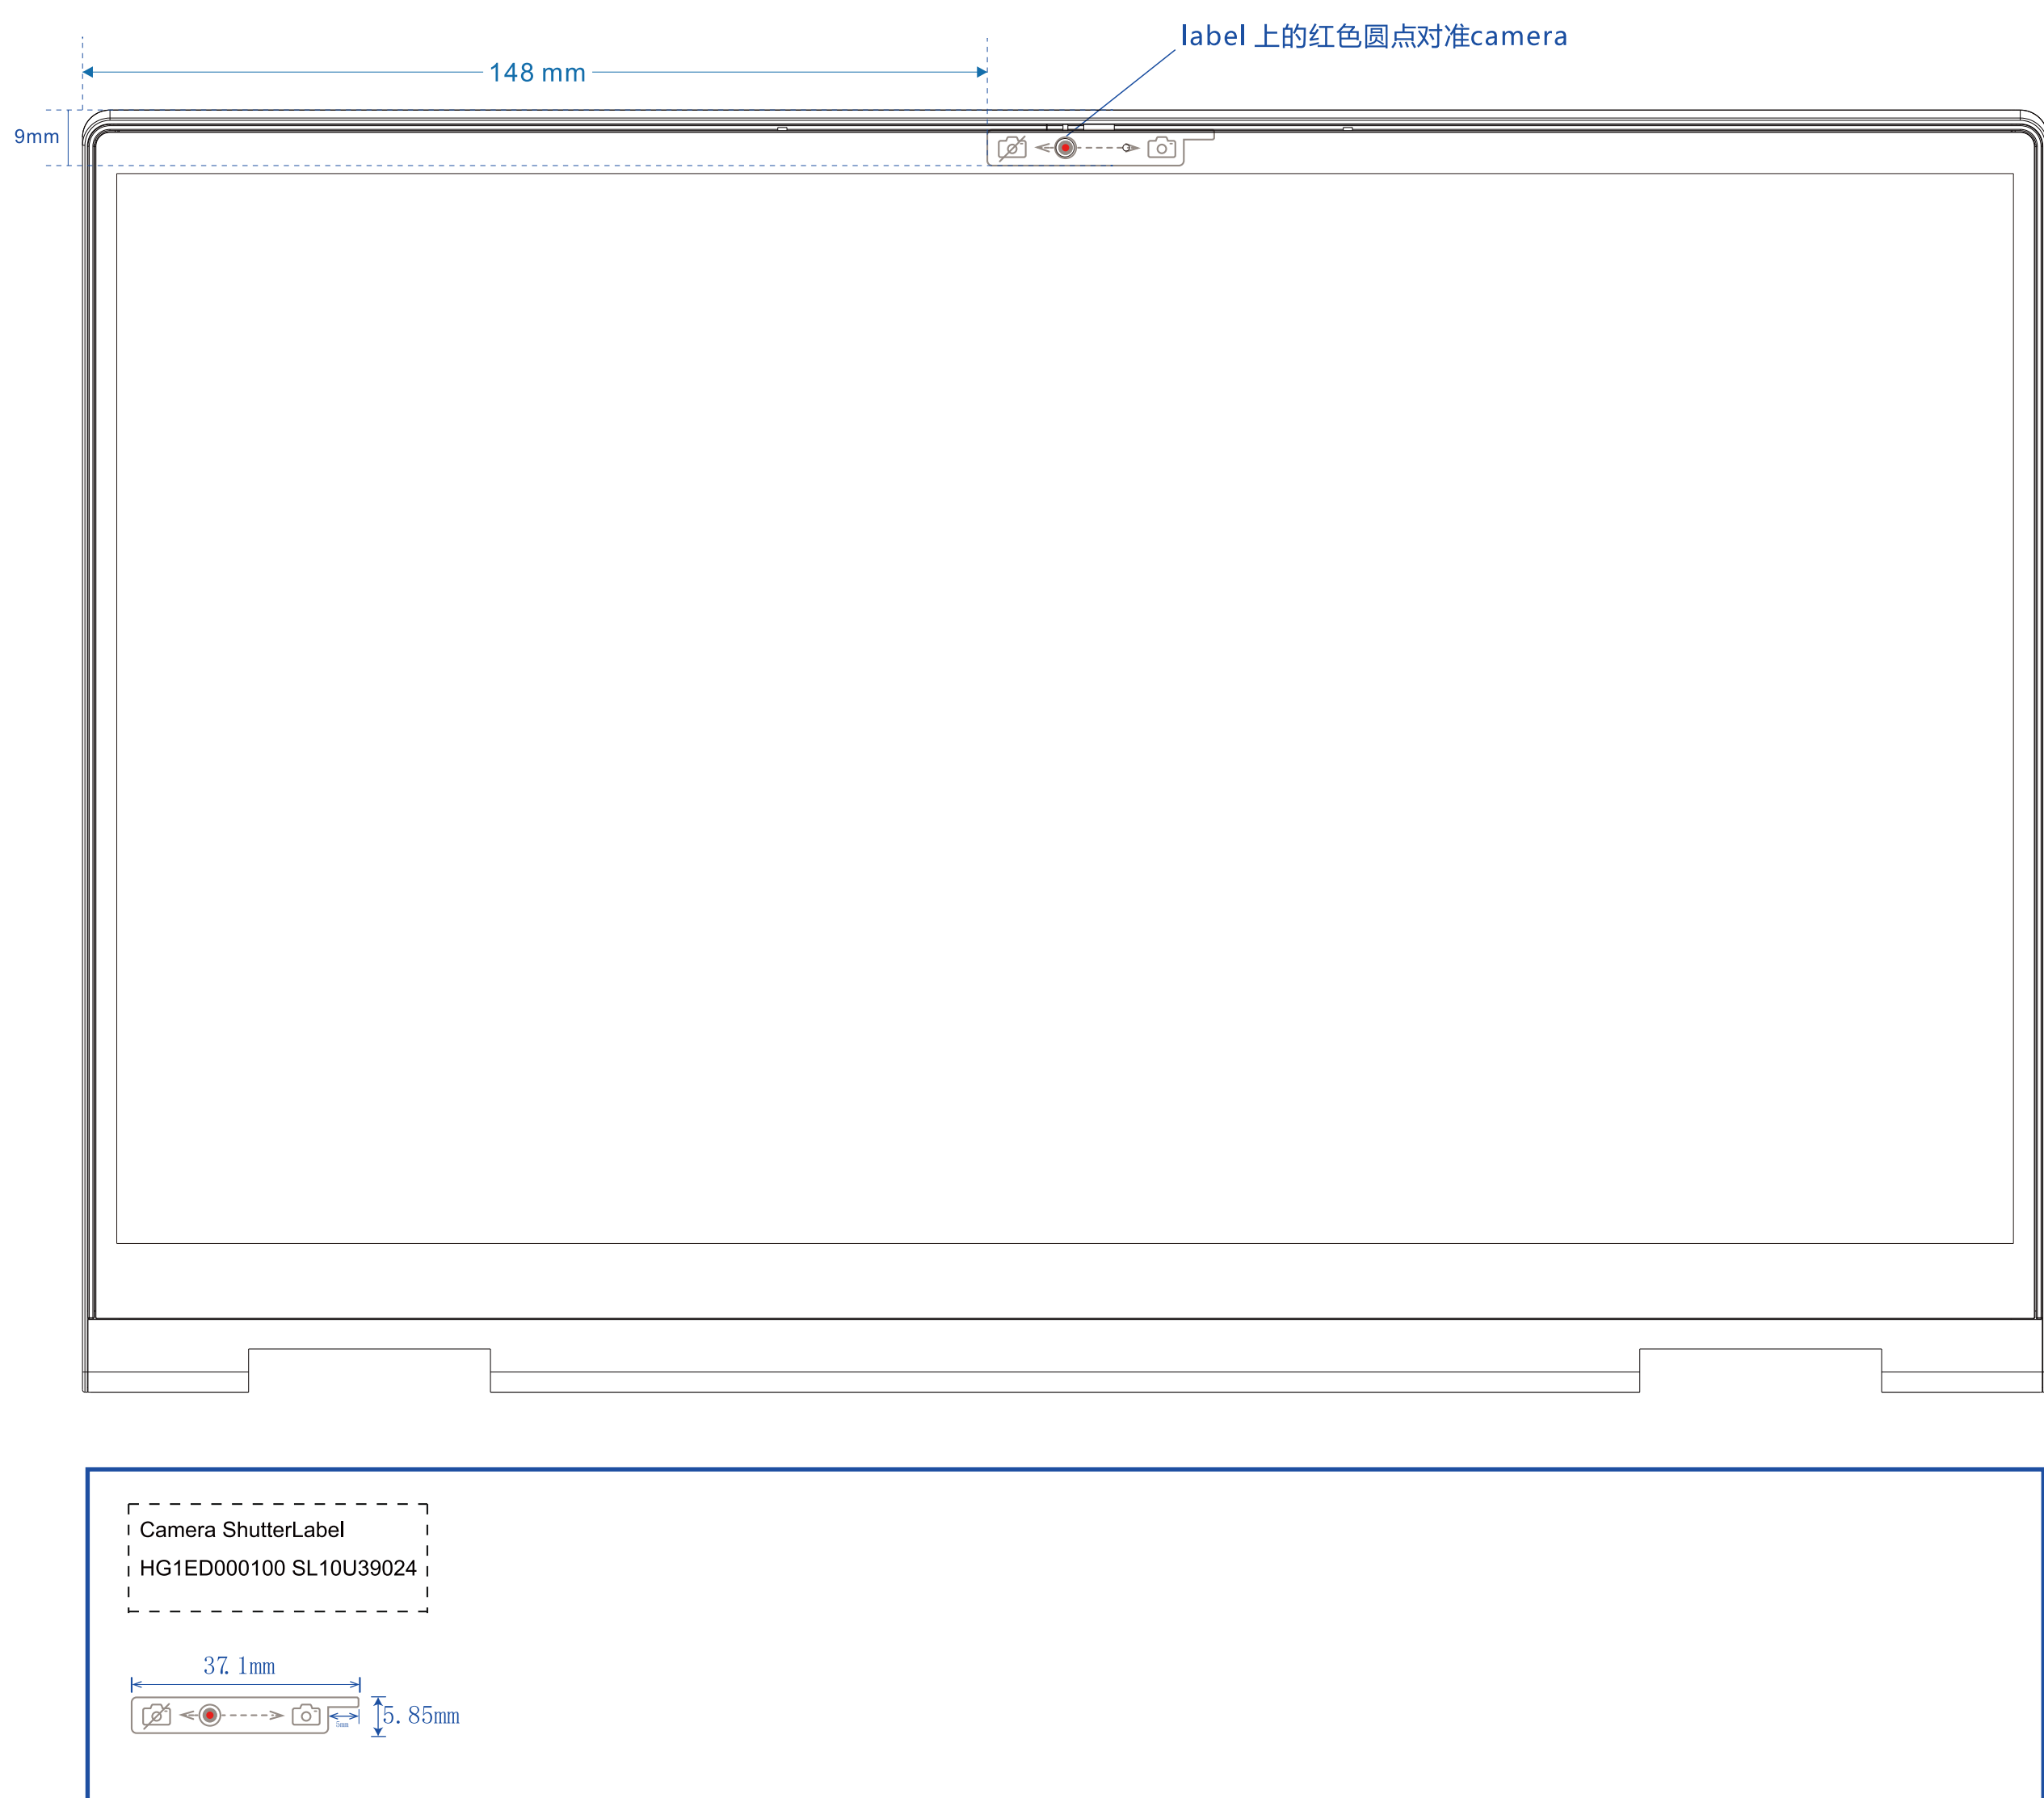 label 上的红色圆点对准camera
148 mm
9mm
Camera ShutterLabel
HG1ED000100 SL10U39024
37.1mm
5mm
5.85mm